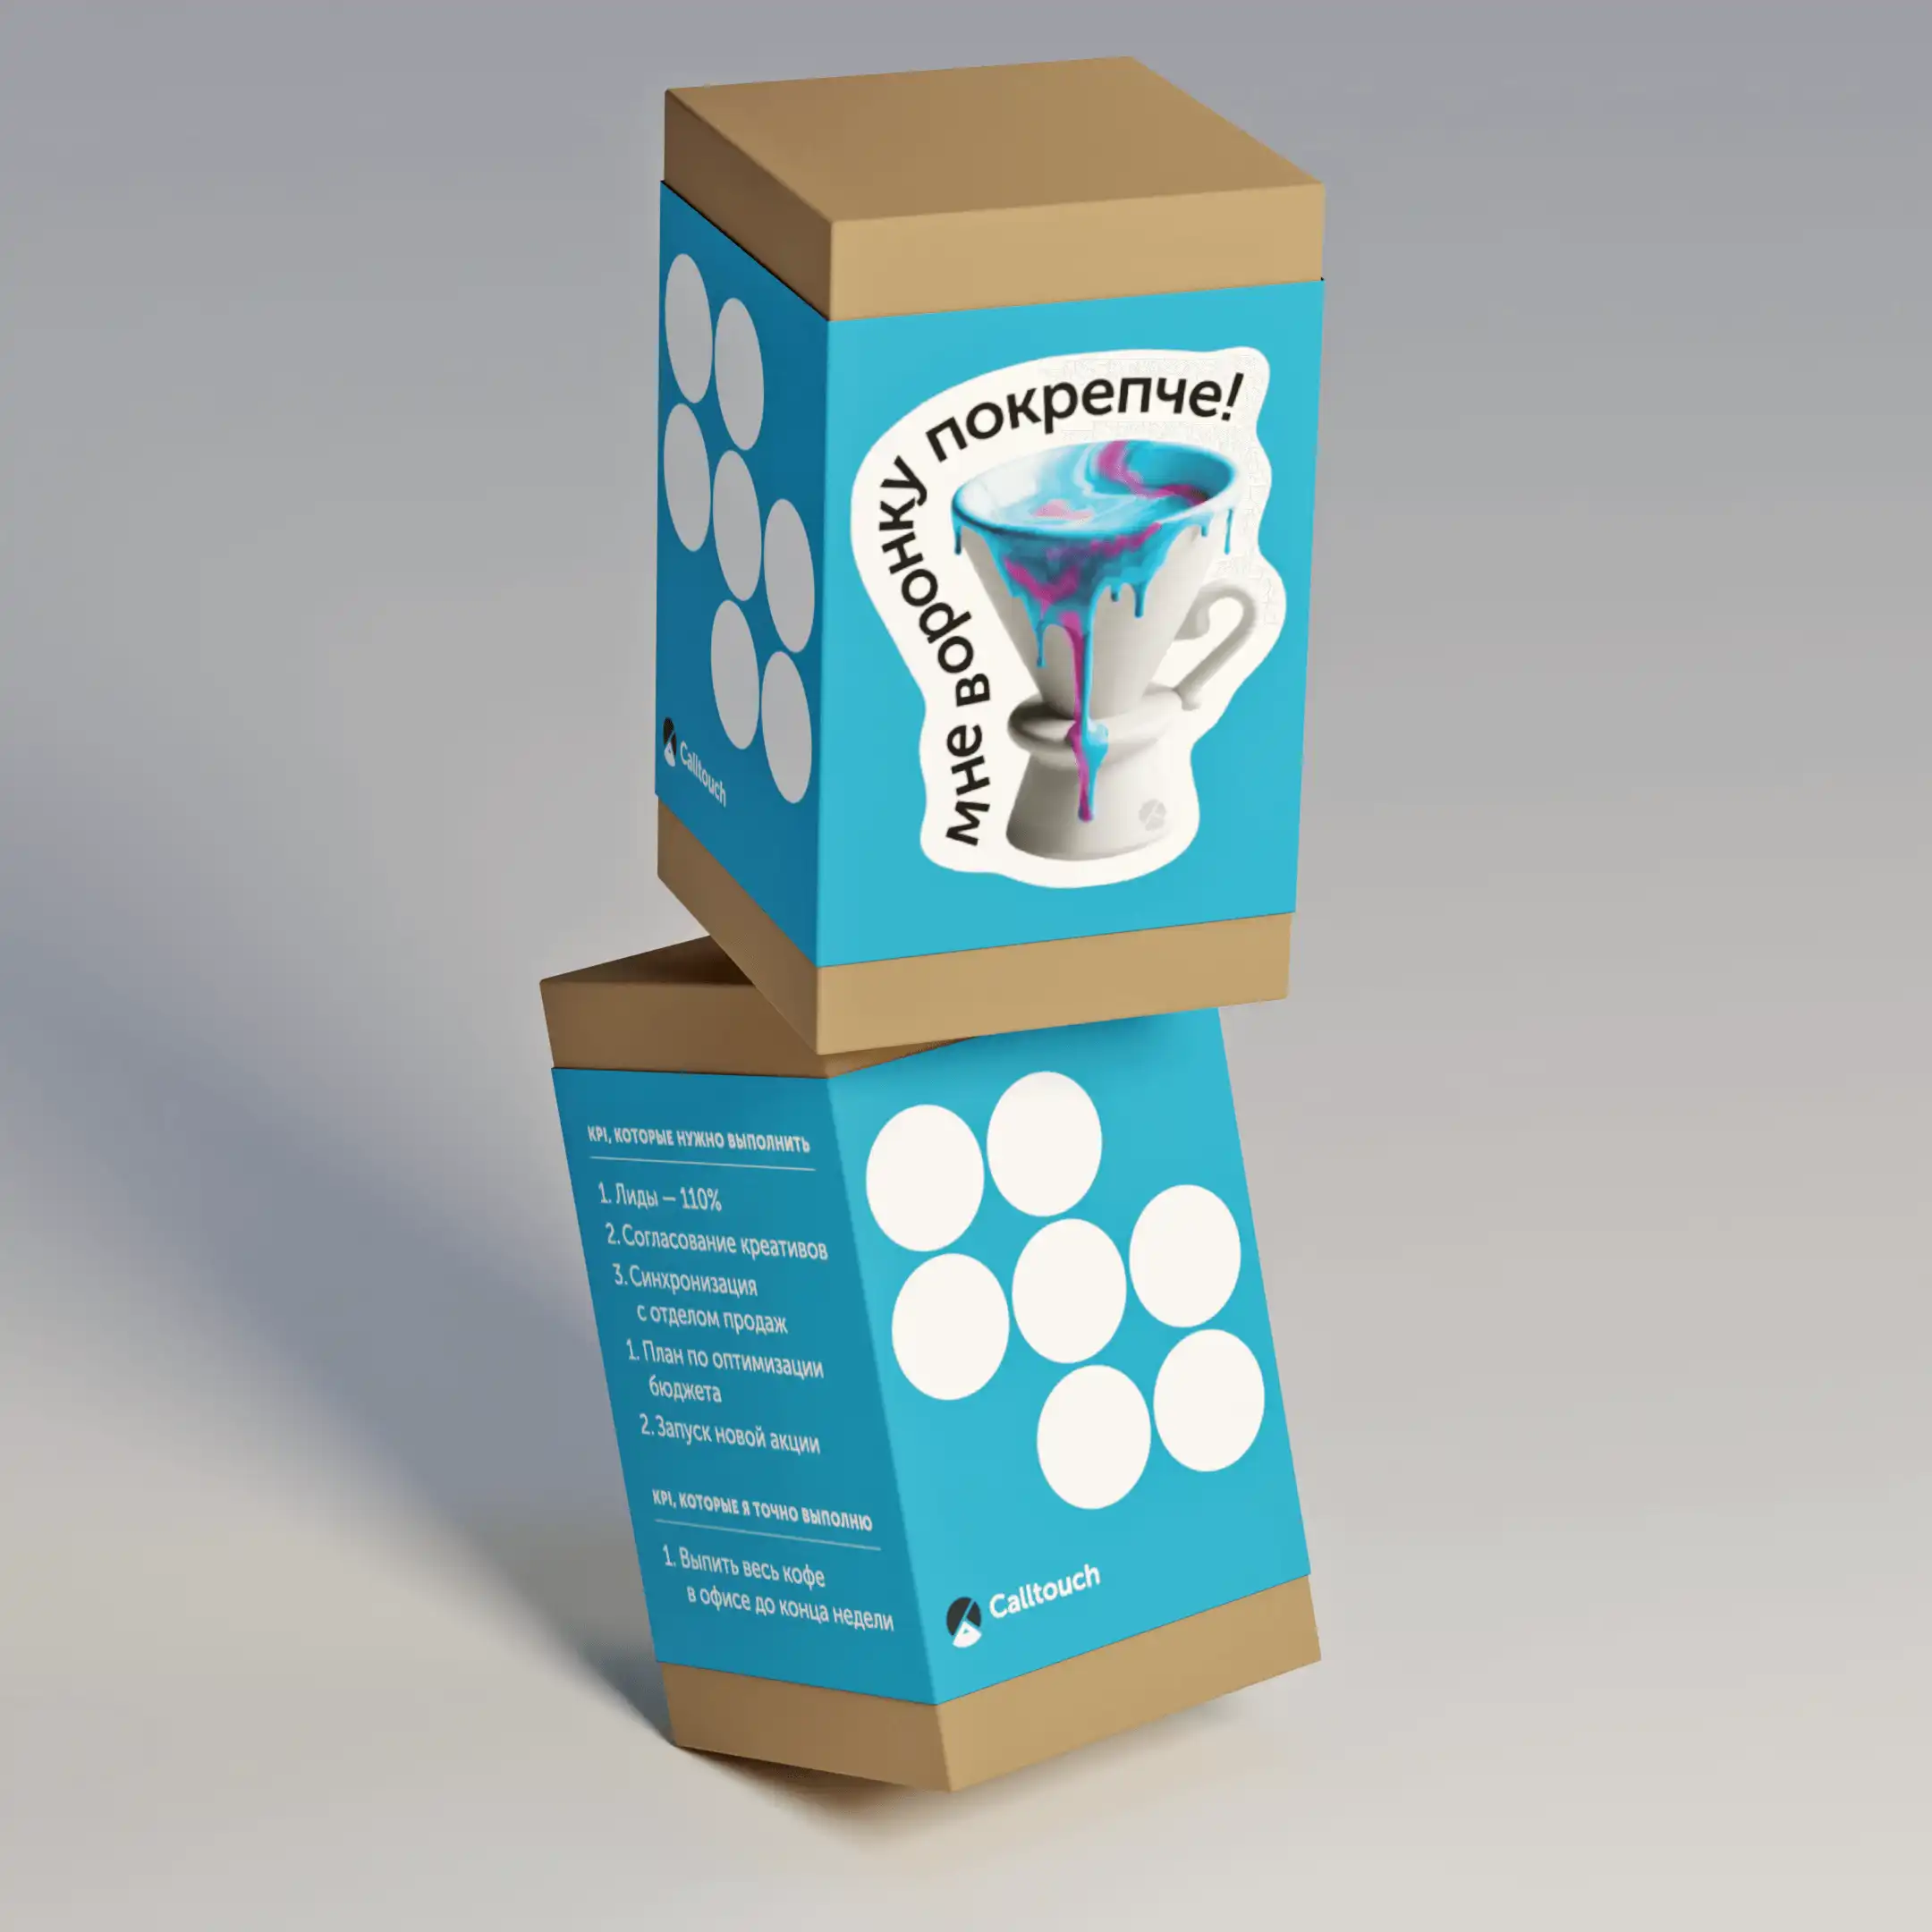 мне воронку покрепче!
Calltouch
KPI, КОТОРЫЕ НУЖНО ВЫПОЛНИТЬ
1. Лиды — 110%
2. Согласование креативов
3. Синхронизация
с отделом продаж
1. План по оптимизации
бюджета
2. Запуск новой акции
KPI, КОТОРЫЕ Я ТОЧНО ВЫПОЛНЮ
1. Выпить весь кофе
в офисе до конца недели
Calltouch